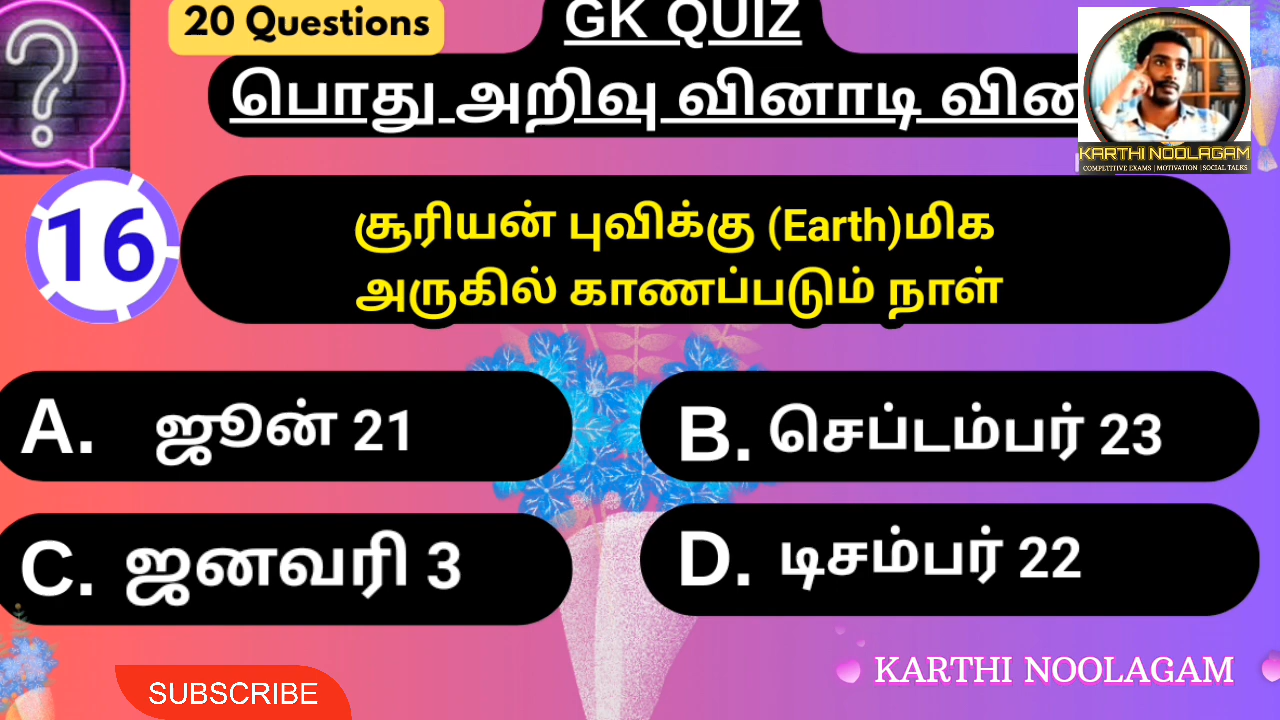 20 Questions
GK QUIZ
பொது அறிவு வினாடி
KARTHI NOOLAGAM
COMPETITIVE EXAMS | MOTIVATION | SOCIAL TALKS
16
சூரியன் புவிக்கு (Earth)மிக
அருகில் காணப்படும் நாள்
A. ஜூன் 21
B. செப்டம்பர் 23
C. ஜனவரி 3
D. டிசம்பர் 22
KARTHI NOOLAGAM
SUBSCRIBE